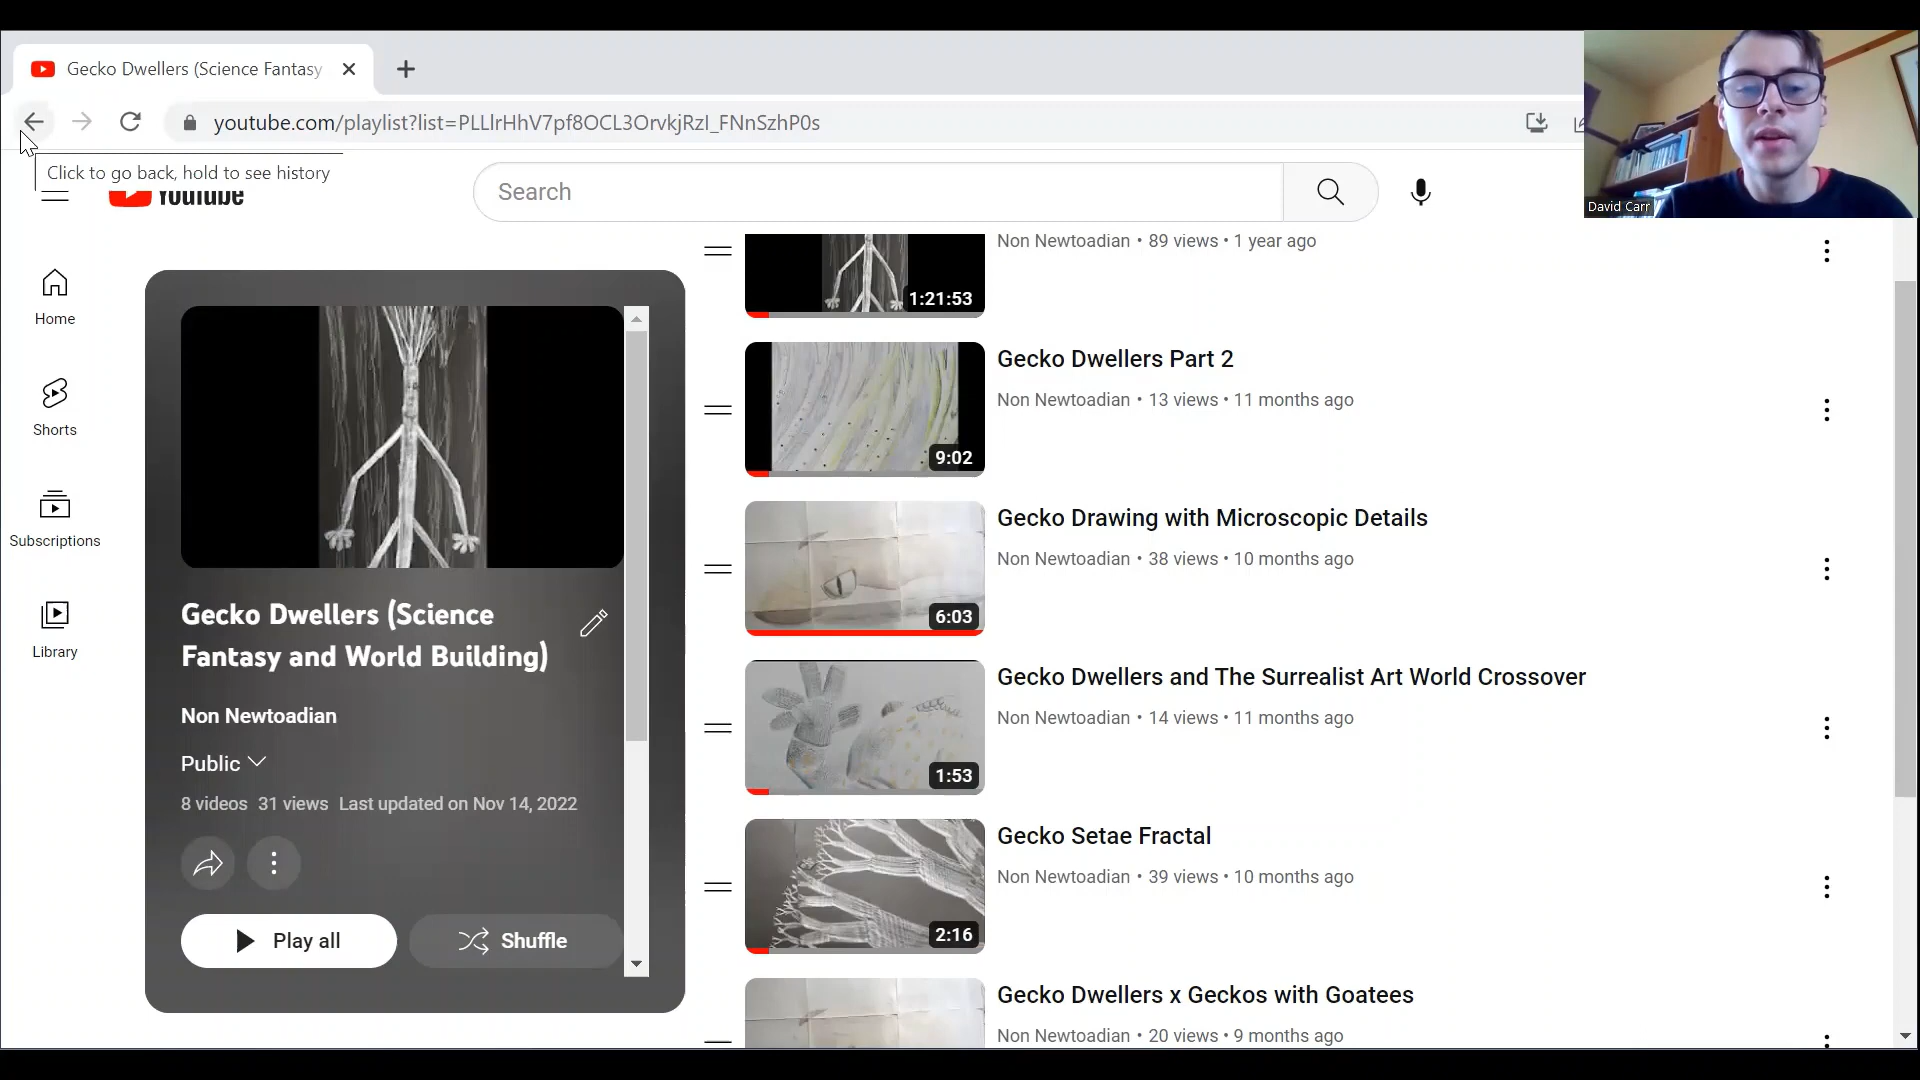 Gecko Dwellers (Science Fantasy
youtube.com/playlist?list=PLLlrHhV7pf8OCL3OrvkjRzI_FNnSzhP0s
Click to go back, hold to see history
YouTube
Search
David Carr
Home
Shorts
Subscriptions
Library
Gecko Dwellers (Science
Fantasy and World Building)
Non Newtoadian
Public
8 videos 31 views Last updated on Nov 14, 2022
Play all
Shuffle
Non Newtoadian • 89 views • 1 year ago
1:21:53
Gecko Dwellers Part 2
Non Newtoadian • 13 views • 11 months ago
9:02
Gecko Drawing with Microscopic Details
Non Newtoadian • 38 views • 10 months ago
6:03
Gecko Dwellers and The Surrealist Art World Crossover
Non Newtoadian • 14 views • 11 months ago
1:53
Gecko Setae Fractal
Non Newtoadian • 39 views • 10 months ago
2:16
Gecko Dwellers x Geckos with Goatees
Non Newtoadian • 20 views • 9 months ago